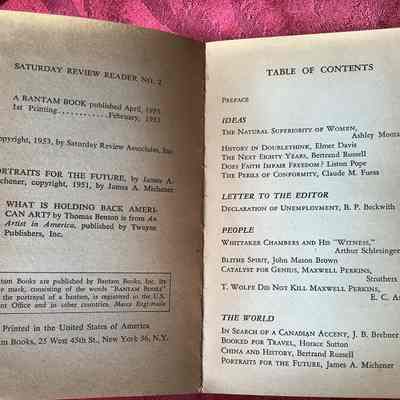 SATURDAY REVIEW READER NO. 2
A BANTAM BOOK published April, 1953
1st Printing............February, 1953
opyright, 1953, by Saturday Review Associates, Inc.
ORTRAITS FOR THE FUTURE, by James A.
ichener, copyright, 1951, by James A. Michener
WHAT IS HOLDING BACK AMERI-
CAN ART? by Thomas Benton is from An
Artist in America, published by Twayne
Publishers, Inc.
tam Books are published by Bantam Books, Inc. Its
mark, consisting of the words "BANTAM BOOKS"
the portrayal of a bantam, is registered in the U.S.
nt Office and in other countries. Marca Registrada
Printed in the United States of America
m Books, 25 West 45th St., New York 36, N. Y.
TABLE OF CONTENTS
PREFACE
IDEAS
THE NATURAL SUPERIORITY OF WOMEN,
Ashley Monta
HISTORY IN DOUBLETHINK, Elmer Davis
THE NEXT EIGHTY YEARS, Bertrand Russell
DOES FAITH IMPAIR FREEDOM? Liston Pope
THE PERILS OF CONFORMITY, Claude M. Fuess
LETTER TO THE EDITOR
DECLARATION OF UNEMPLOYMENT, B. P. Beckwith
PEOPLE
WHITTAKER CHAMBERS AND HIS "WITNESS,"
Arthur Schlesinger
BLITHE SPIRIT, John Mason Brown
CATALYST FOR GENIUS, MAXWELL PERKINS,
Struthers
T. WOLFE DID NOT KILL MAXWELL PERKINS,
E. C. A
THE WORLD
IN SEARCH OF A CANADIAN ACCENT, J. B. Brebner
BOOKED FOR TRAVEL, Horace Sutton
CHINA AND HISTORY, Bertrand Russell
PORTRAITS FOR THE FUTURE, James A. Michener